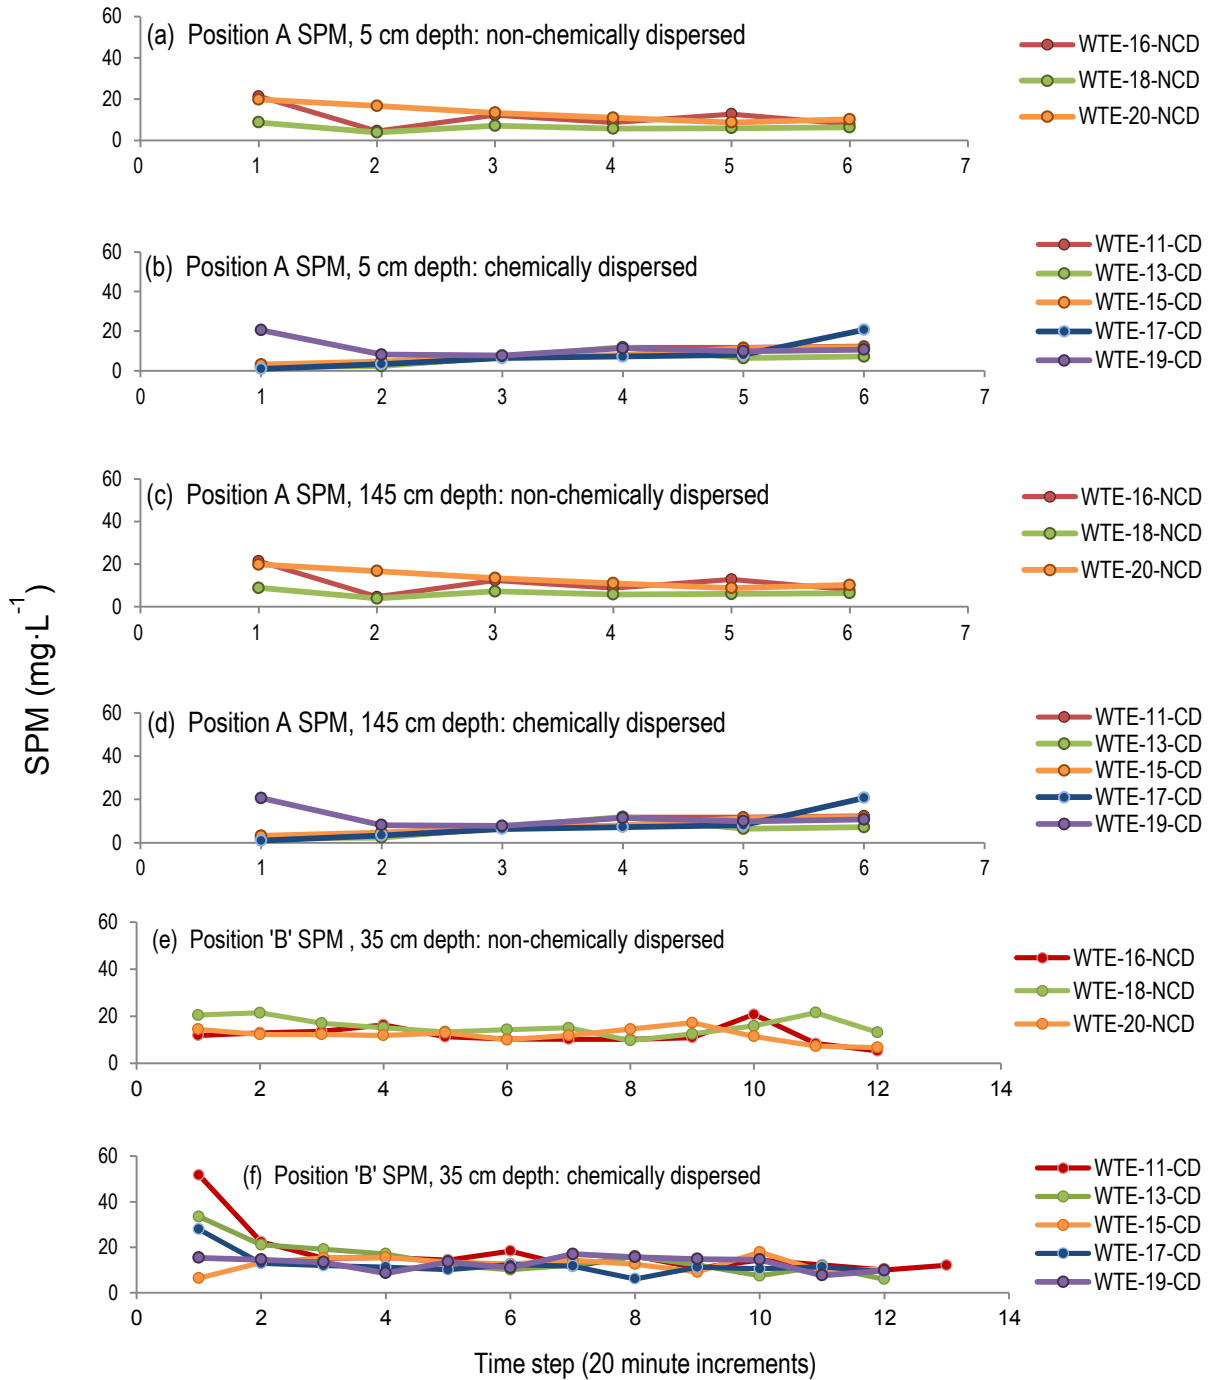 SPM (mg·L⁻¹)
(a) Position A SPM, 5 cm depth: non-chemically dispersed
60
40
20
0
0 1 2 3 4 5 6 7
WTE-16-NCD
WTE-18-NCD
WTE-20-NCD
(b) Position A SPM, 5 cm depth: chemically dispersed
60
40
20
0
0 1 2 3 4 5 6 7
WTE-11-CD
WTE-13-CD
WTE-15-CD
WTE-17-CD
WTE-19-CD
(c) Position A SPM, 145 cm depth: non-chemically dispersed
60
40
20
0
0 1 2 3 4 5 6 7
WTE-16-NCD
WTE-18-NCD
WTE-20-NCD
(d) Position A SPM, 145 cm depth: chemically dispersed
60
40
20
0
0 1 2 3 4 5 6 7
WTE-11-CD
WTE-13-CD
WTE-15-CD
WTE-17-CD
WTE-19-CD
(e) Position 'B' SPM , 35 cm depth: non-chemically dispersed
60
40
20
0
0 2 4 6 8 10 12 14
WTE-16-NCD
WTE-18-NCD
WTE-20-NCD
(f) Position 'B' SPM, 35 cm depth: chemically dispersed
60
40
20
0
0 2 4 6 8 10 12 14
WTE-11-CD
WTE-13-CD
WTE-15-CD
WTE-17-CD
WTE-19-CD
Time step (20 minute increments)